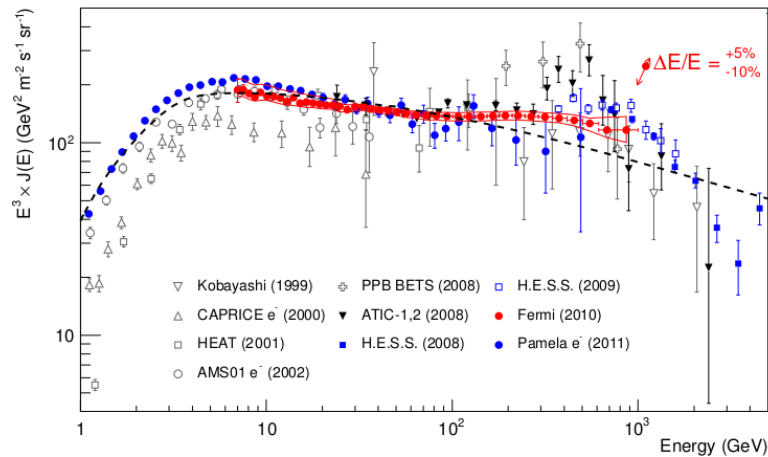 E³ × J(E) (GeV² m⁻² s⁻¹ sr⁻¹)
10²
10
ΔE/E = +5% -10%
Kobayashi (1999)
CAPRICE e⁻ (2000)
HEAT (2001)
AMS01 e⁻ (2002)
PPB BETS (2008)
ATIC-1,2 (2008)
H.E.S.S. (2008)
H.E.S.S. (2009)
Fermi (2010)
Pamela e⁻ (2011)
1 10 10² 10³
Energy (GeV)